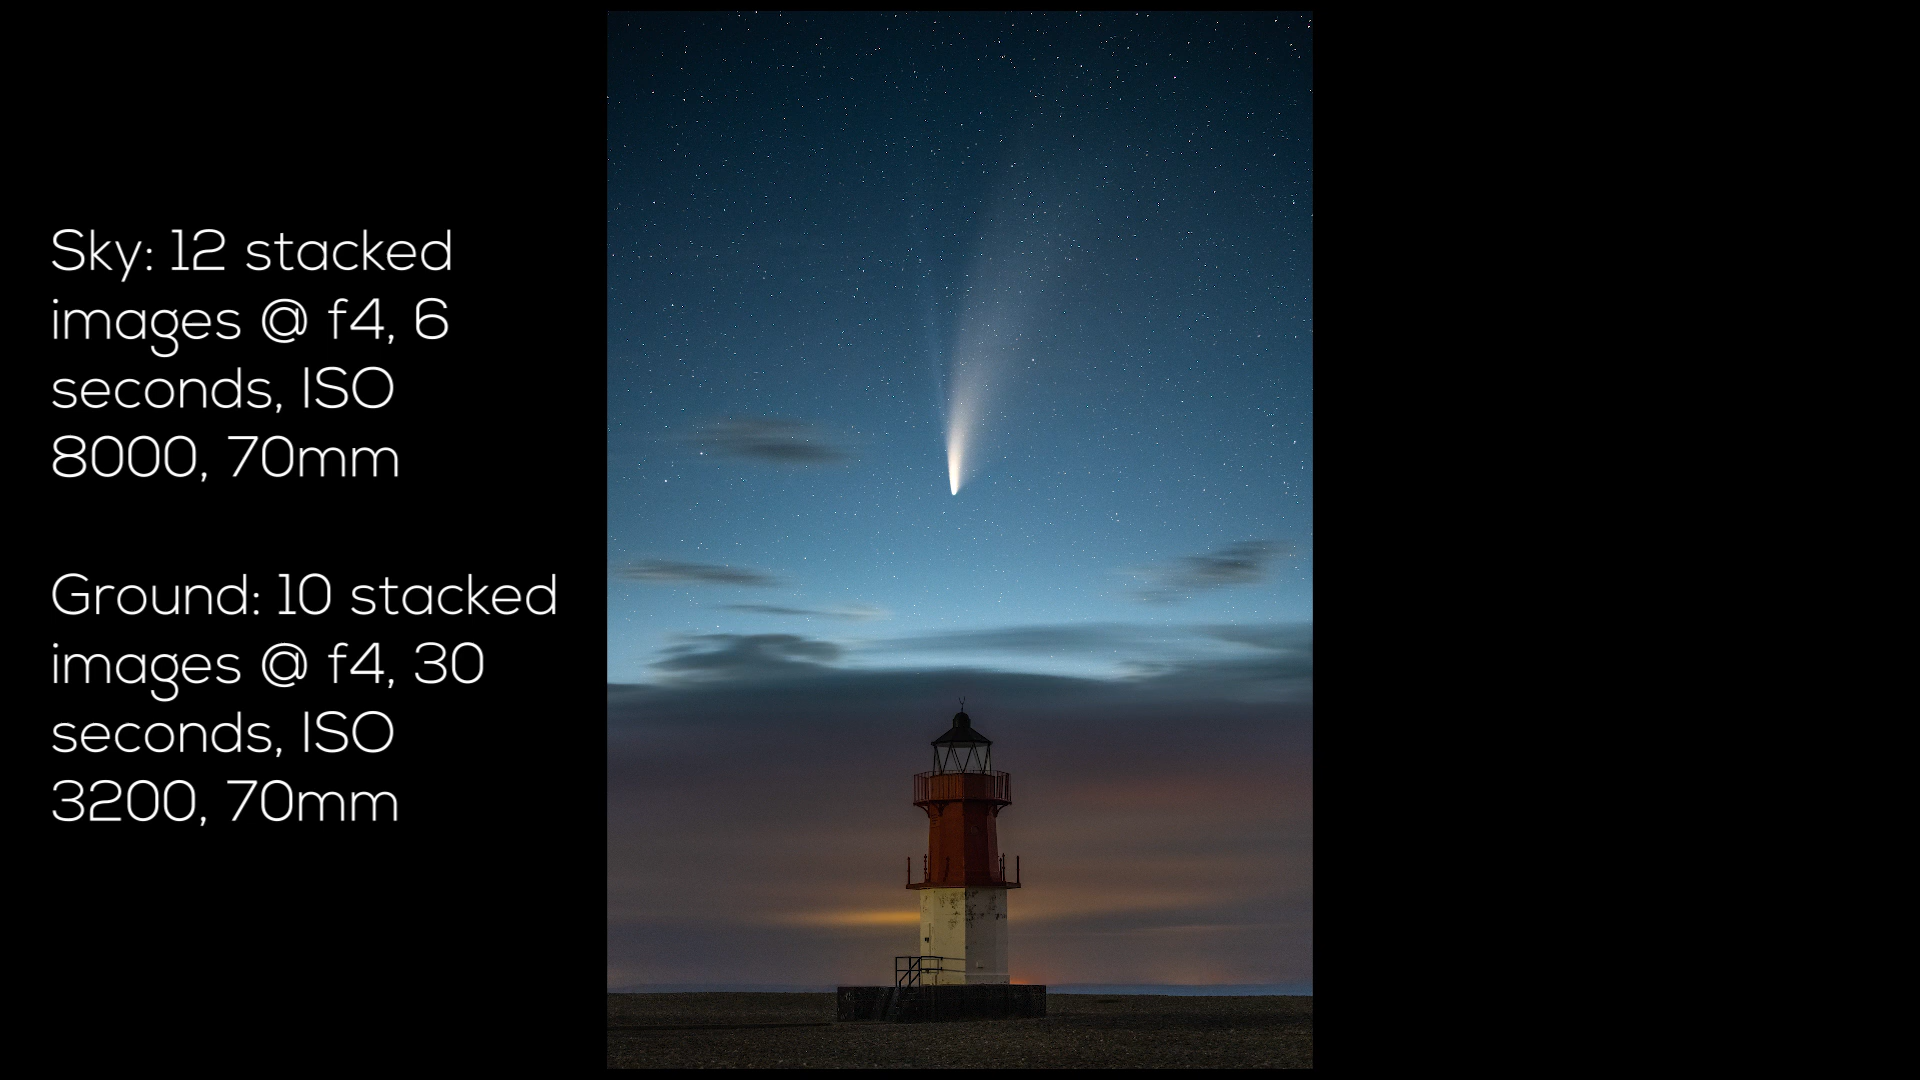 Sky: 12 stacked
images @ f4, 6
seconds, ISO
8000, 70mm
Ground: 10 stacked
images @ f4, 30
seconds, ISO
3200, 70mm